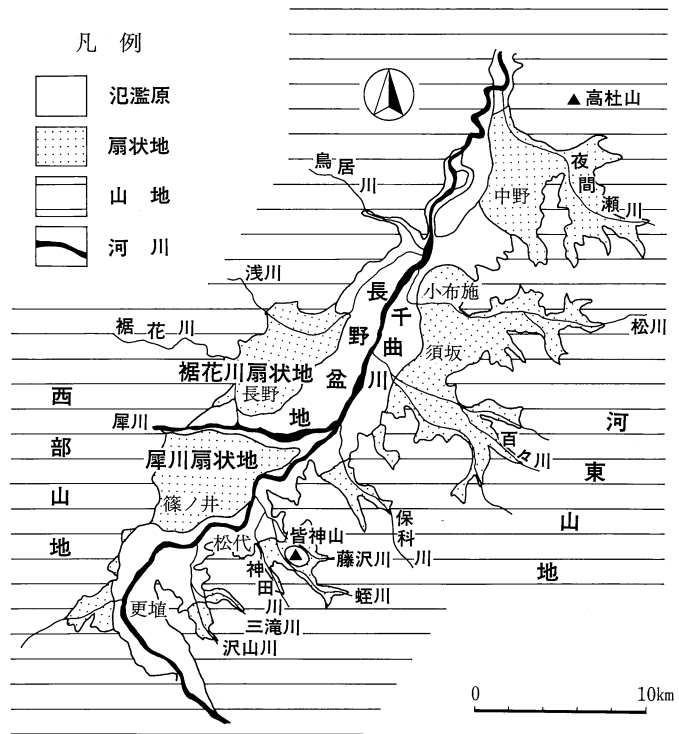 凡例
氾濫原
扇状地
山地
河川
高杜山
鳥居川
夜間瀬川
中野
浅川
小布施
長野盆地
千曲川
裾花川
松川
須坂
裾花川扇状地
長野
西部山地
犀川
河東山地
犀川扇状地
百々川
篠ノ井
保科川
皆神山
松代
藤沢川
神田川
蛭川
更埴
三滝川
沢山川
0 10km